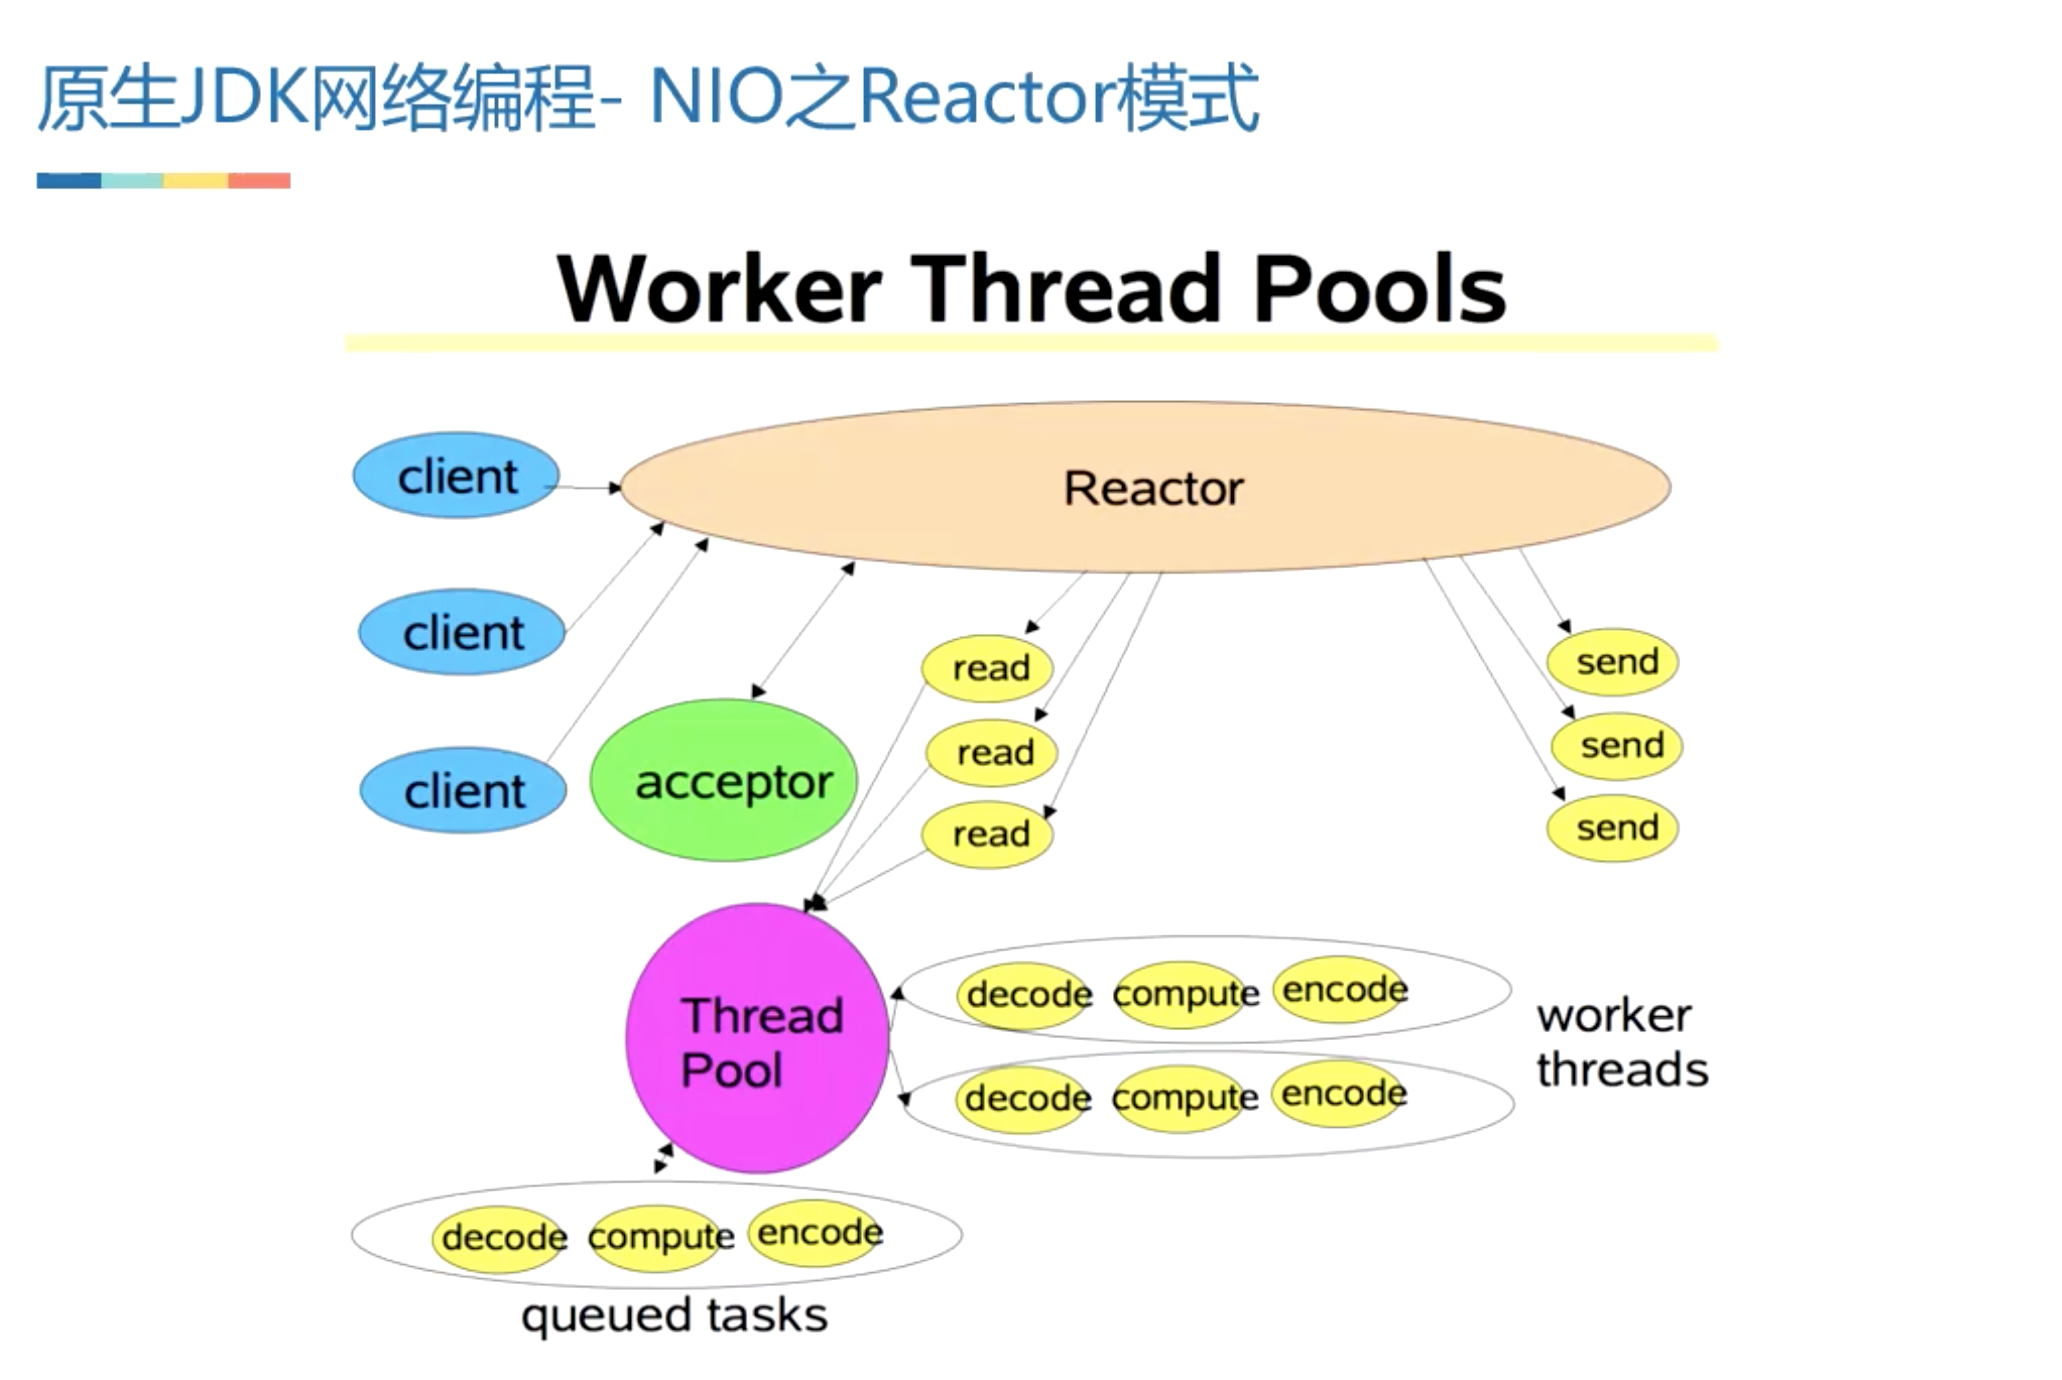 原生JDK网络编程- NIO之Reactor模式
Worker Thread Pools
client
Reactor
client
client
acceptor
read
read
read
send
send
send
Thread
Pool
decode compute encode
decode compute encode
worker
threads
decode compute encode
queued tasks